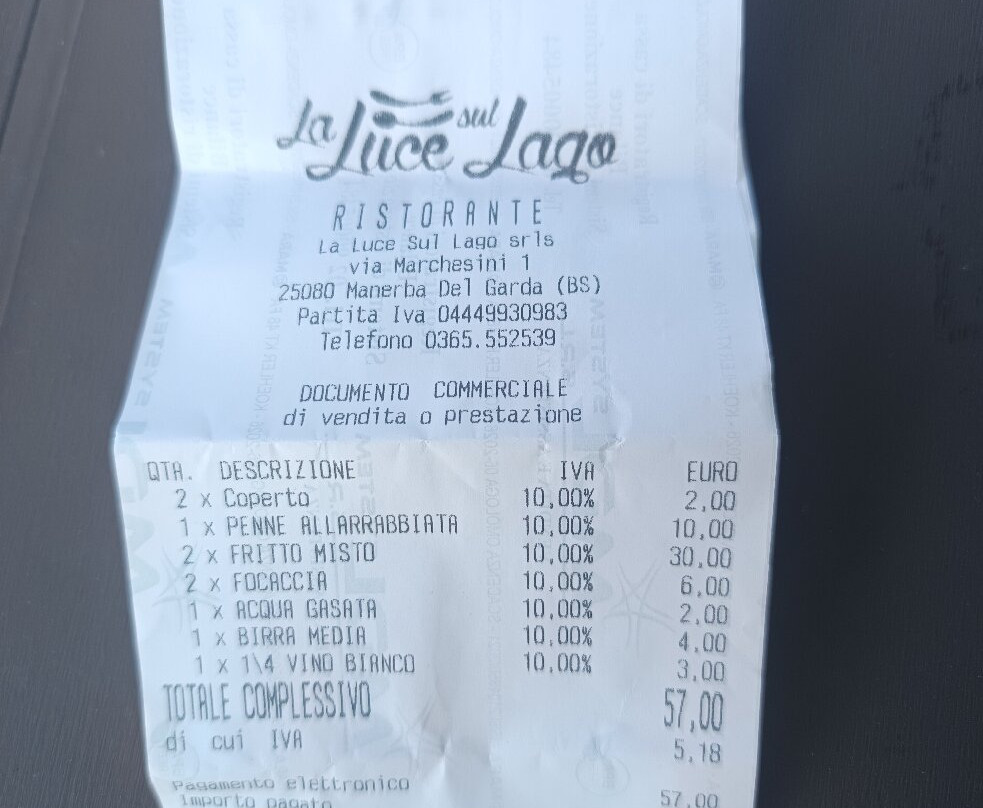 La Luce sul Lago
RISTORANTE
La Luce Sul Lago srls
via Marchesini 1
25080 Manerba Del Garda (BS)
Partita Iva 04449930983
Telefono 0365.552539
DOCUMENTO COMMERCIALE
di vendita o prestazione
QTA. DESCRIZIONE IVA EURO
2 x Coperto 10,00% 2,00
1 x PENNE ALLARRABBIATA 10,00% 10,00
2 x FRITTO MISTO 10,00% 30,00
2 x FOCACCIA 10,00% 6,00
1 x ACQUA GASATA 10,00% 2,00
1 x BIRRA MEDIA 10,00% 4,00
1 x 1\4 VINO BIANCO 10,00% 3,00
TOTALE COMPLESSIVO 57,00
di cui IVA 5,18
Pagamento elettronico
Importo pagato 57,00